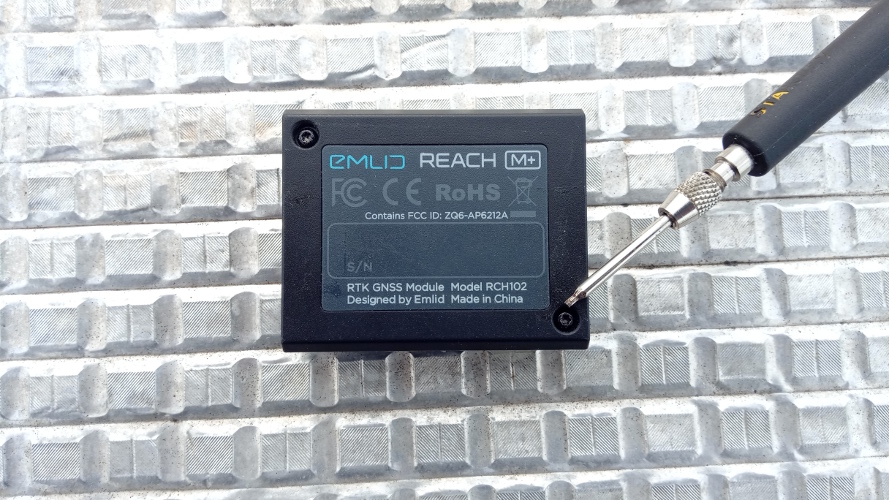 EMLID REACH M+
FC CE RoHS
Contains FCC ID: ZQ6-AP6212A
S/N
RTK GNSS Module Model RCH102
Designed by Emlid Made in China